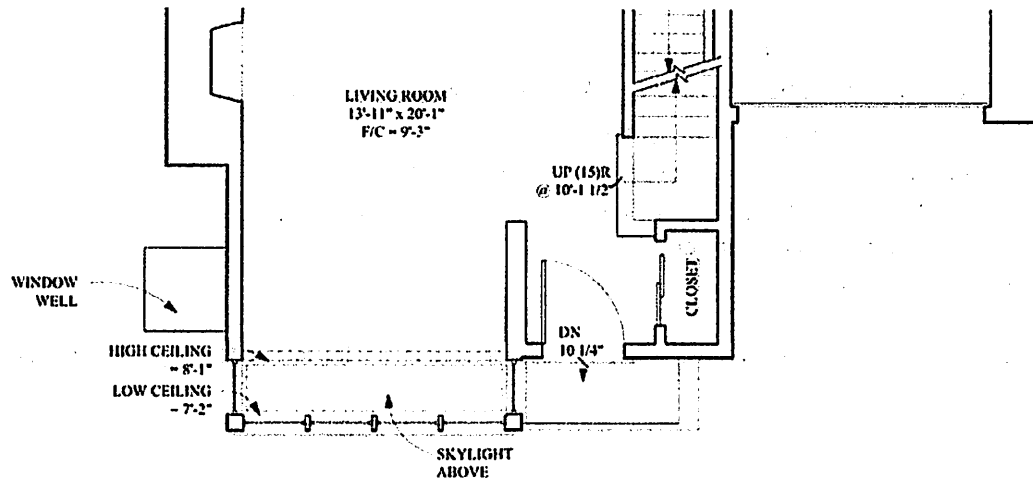 LIVING ROOM
13'-11" x 20'-1"
F/C = 9'-3"
UP (15)R
@ 10'-1 1/2"
WINDOW
WELL
CLOSET
DN
10 1/4"
HIGH CEILING
= 8'-1"
LOW CEILING
= 7'-2"
SKYLIGHT
ABOVE